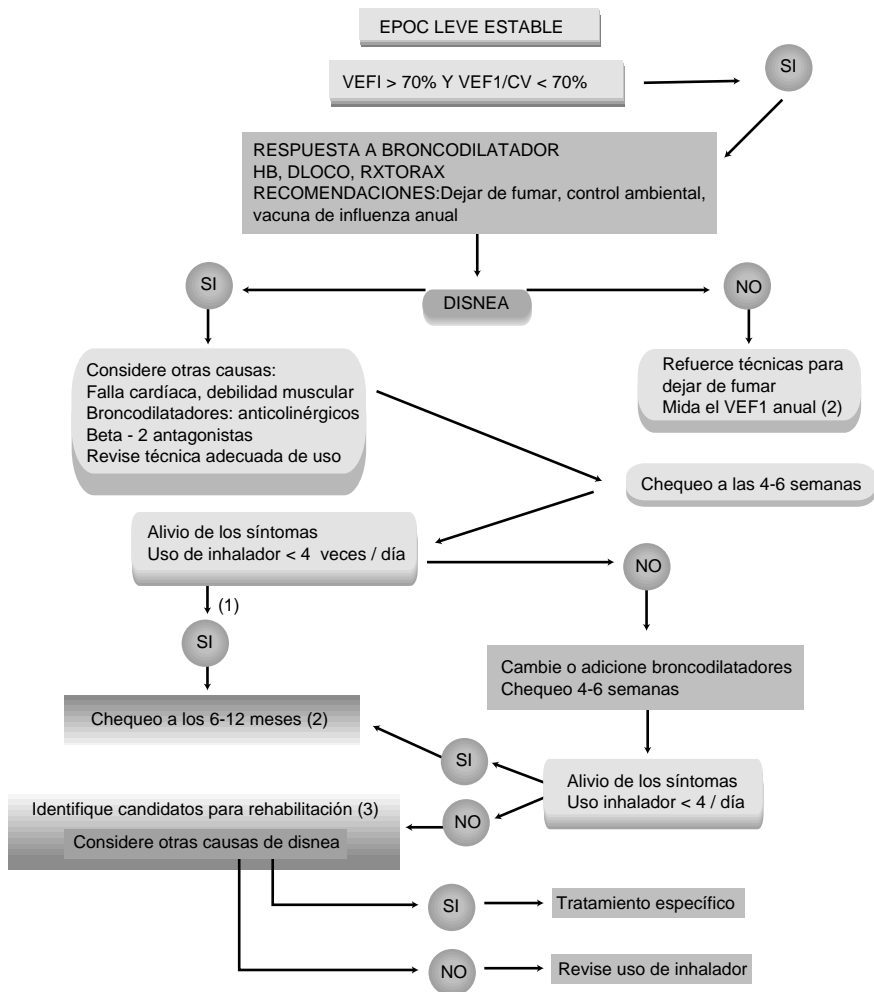 EPOC LEVE ESTABLE
VEFI > 70% Y VEF1/CV < 70%
SI
RESPUESTA A BRONCODILATADOR
HB, DLOCO, RXTORAX
RECOMENDACIONES:Dejar de fumar, control ambiental,
vacuna de influenza anual
SI
DISNEA
NO
Considere otras causas:
Falla cardíaca, debilidad muscular
Broncodilatadores: anticolinérgicos
Beta - 2 antagonistas
Revise técnica adecuada de uso
Refuerce técnicas para
dejar de fumar
Mida el VEF1 anual (2)
Chequeo a las 4-6 semanas
Alivio de los síntomas
Uso de inhalador < 4 veces / día
NO
(1)
SI
Cambie o adicione broncodilatadores
Chequeo 4-6 semanas
Chequeo a los 6-12 meses (2)
SI
Alivio de los síntomas
Uso inhalador < 4 / día
NO
Identifique candidatos para rehabilitación (3)
Considere otras causas de disnea
SI
Tratamiento específico
NO
Revise uso de inhalador